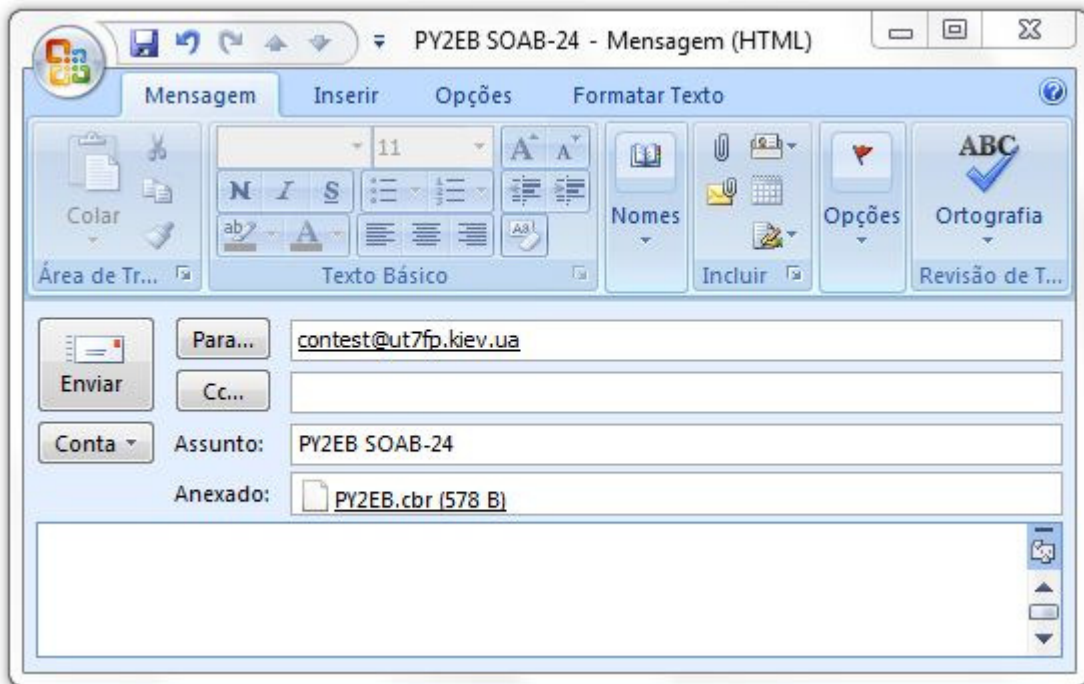 PY2EB SOAB-24 - Mensagem (HTML)
Mensagem Inserir Opções Formatar Texto
11 A A
N I S
ab A Aa
ABC
Colar Nomes Opções Ortografia
Área de Tr... Texto Básico Incluir Revisão de T...
Enviar
Para... contest@ut7fp.kiev.ua
Cc...
Conta Assunto: PY2EB SOAB-24
Anexado: PY2EB.cbr (578 B)